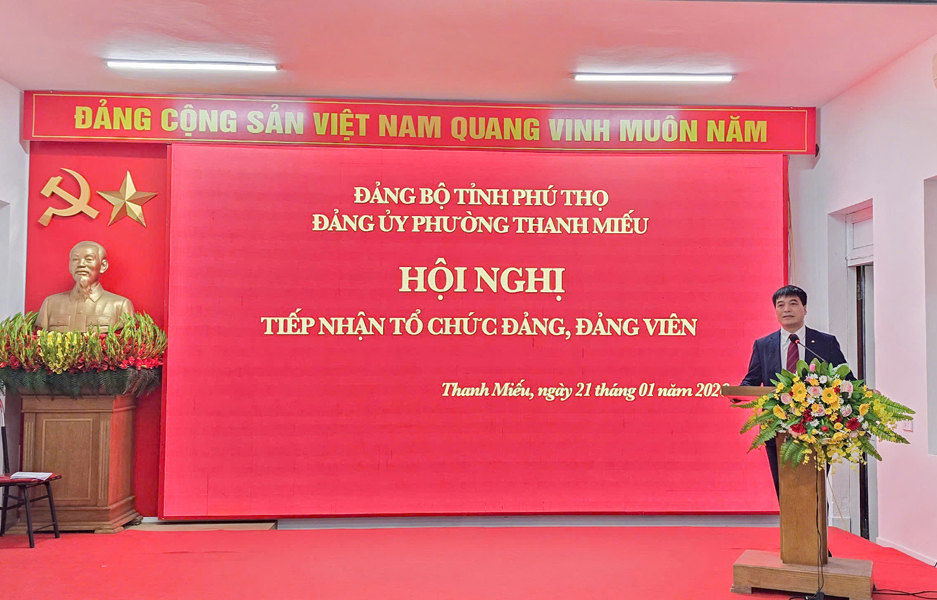 ĐẢNG CỘNG SẢN VIỆT NAM QUANG VINH MUÔN NĂM
ĐẢNG BỘ TỈNH PHÚ THỌ
ĐẢNG ỦY PHƯỜNG THANH MIẾU
HỘI NGHỊ
TIẾP NHẬN TỔ CHỨC ĐẢNG, ĐẢNG VIÊN
Thanh Miếu, ngày 21 tháng 01 năm